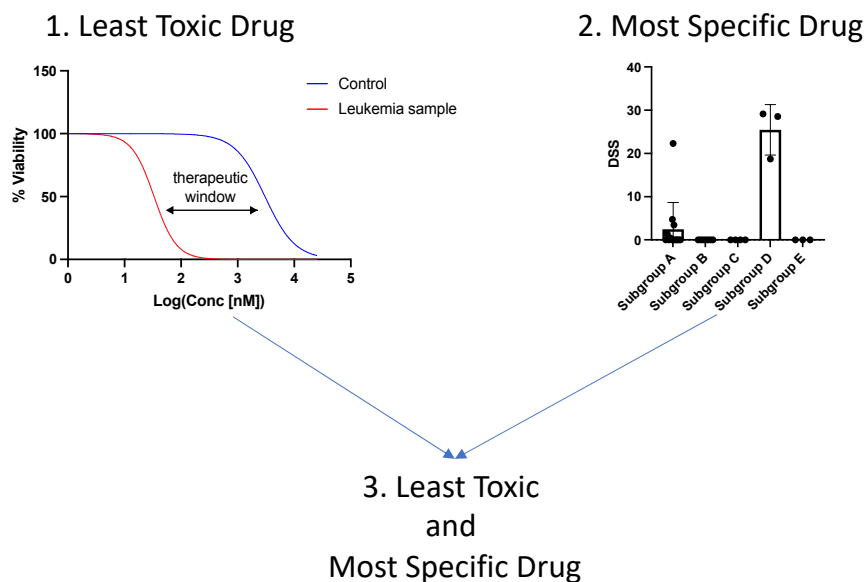 1. Least Toxic Drug
150
100
50
0
% Viability
0
1
2
3
4
5
Log(Conc [nM])
therapeutic
window
Control
Leukemia sample
2. Most Specific Drug
40
30
20
10
0
DSS
Subgroup A
Subgroup B
Subgroup C
Subgroup D
Subgroup E
3. Least Toxic
and
Most Specific Drug